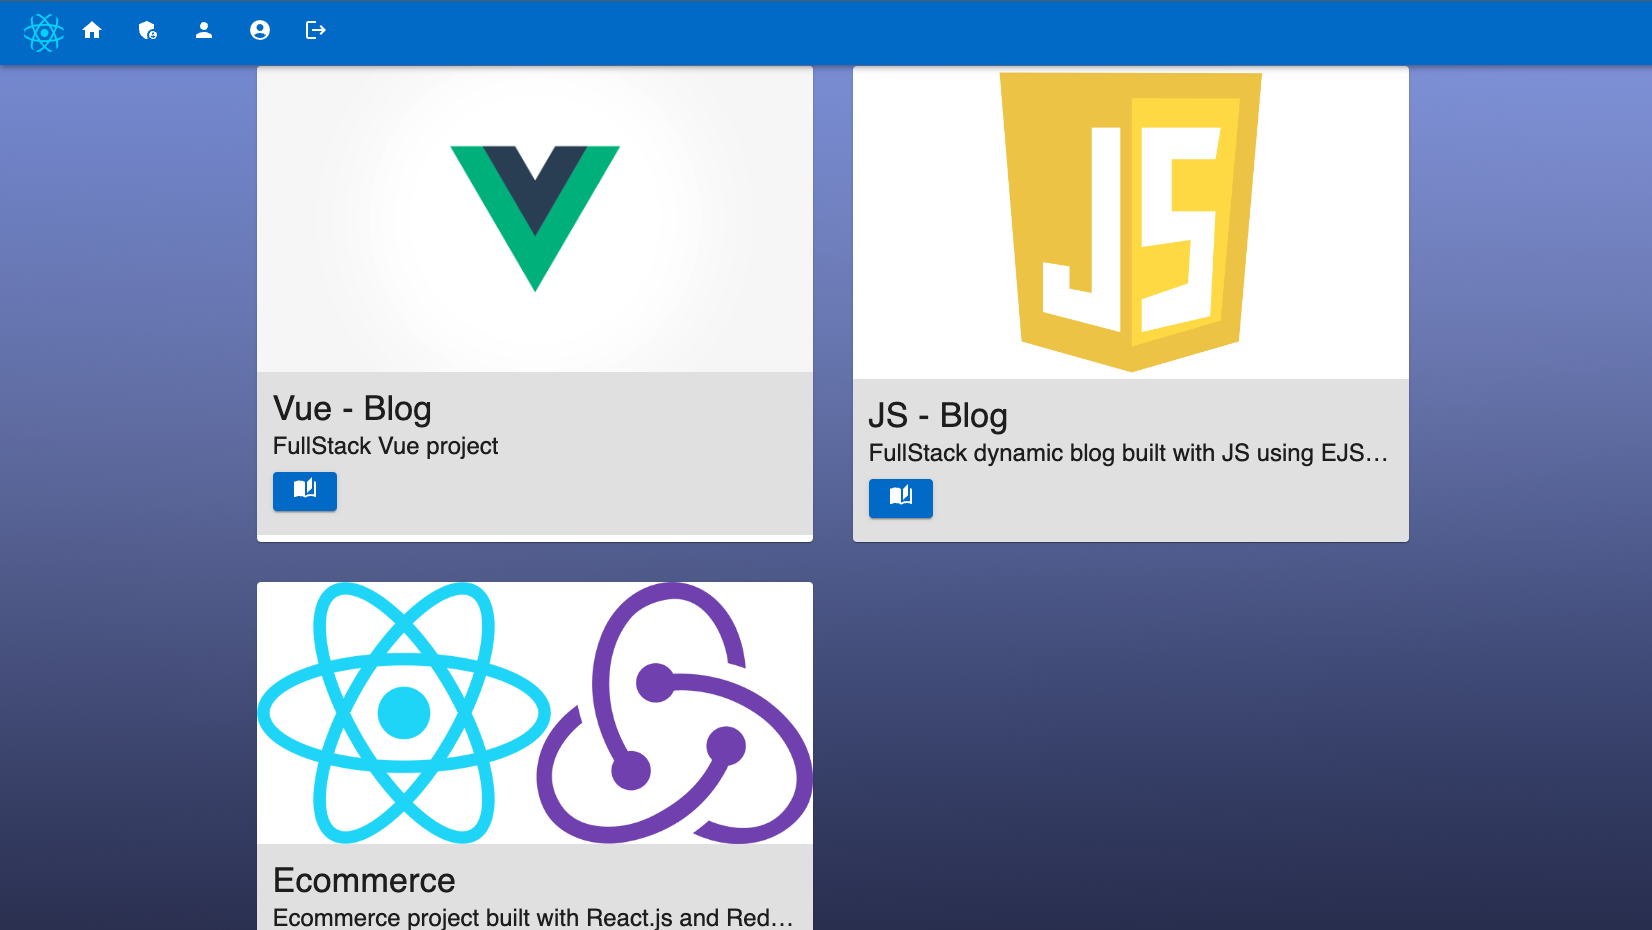 JS
Vue - Blog
FullStack Vue project
JS - Blog
FullStack dynamic blog built with JS using EJS…
Ecommerce
Ecommerce project built with React.js and Red…